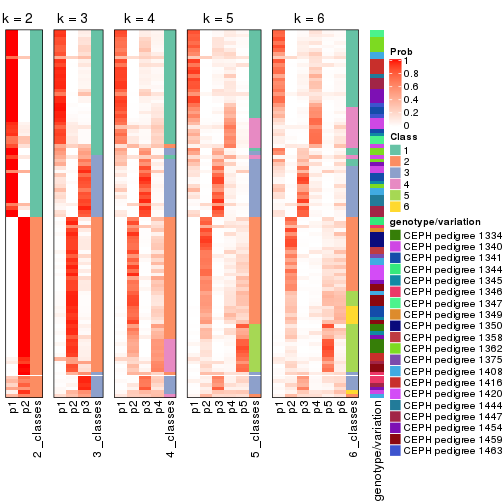 k = 2 k = 3 k = 4 k = 5 k = 6
p1 p2 2_classes
p1 p2 p3 3_classes
p1 p2 p3 p4 4_classes
p1 p2 p3 p4 p5 5_classes
p1 p2 p3 p4 p5 p6 6_classes
genotype/variation
Prob
1
0.8
0.6
0.4
0.2
0
Class
1
2
3
4
5
6
genotype/variation
CEPH pedigree 1334
CEPH pedigree 1340
CEPH pedigree 1341
CEPH pedigree 1344
CEPH pedigree 1345
CEPH pedigree 1346
CEPH pedigree 1347
CEPH pedigree 1349
CEPH pedigree 1350
CEPH pedigree 1358
CEPH pedigree 1362
CEPH pedigree 1375
CEPH pedigree 1408
CEPH pedigree 1416
CEPH pedigree 1420
CEPH pedigree 1444
CEPH pedigree 1447
CEPH pedigree 1454
CEPH pedigree 1459
CEPH pedigree 1463